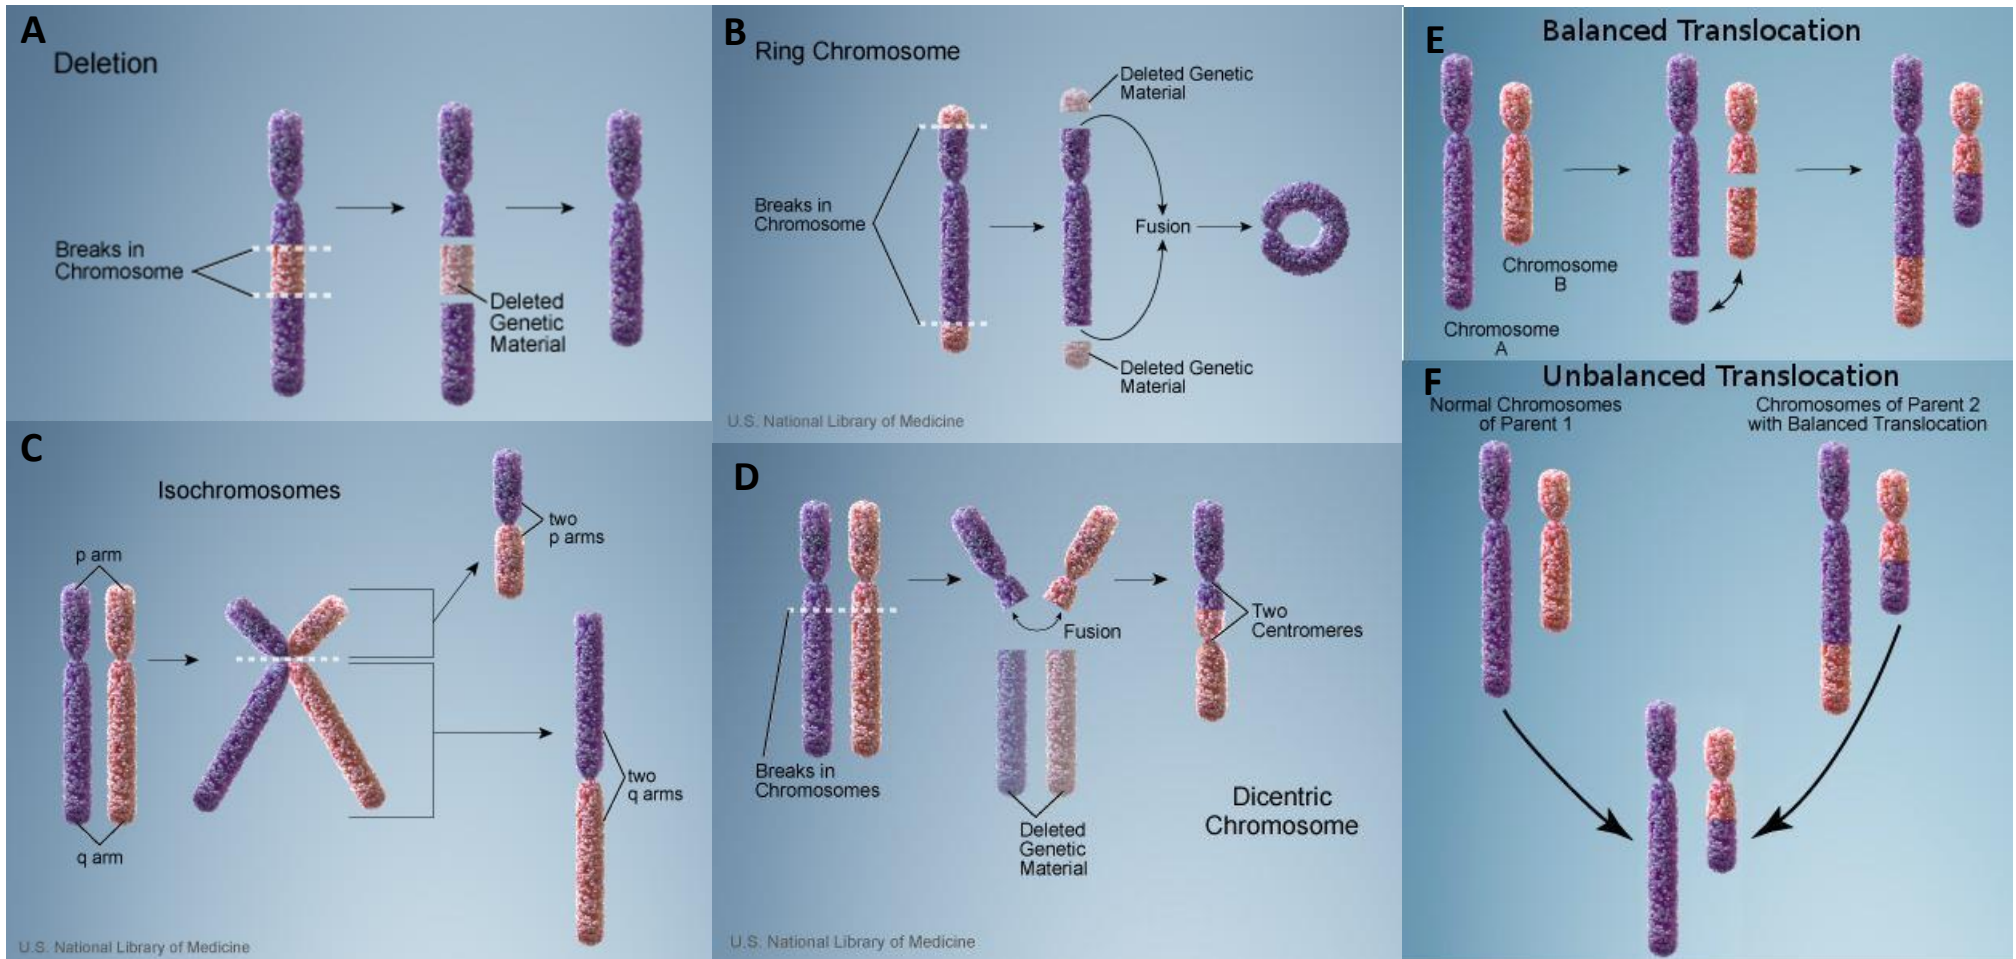 A
Deletion
Breaks in
Chromosome
Deleted
Genetic
Material
B
Ring Chromosome
Deleted Genetic
Material
Breaks in
Chromosome
Fusion
Deleted Genetic
Material
U.S. National Library of Medicine
C
Isochromosomes
p arm
q arm
two
p arms
two
q arms
U.S. National Library of Medicine
D
Breaks in
Chromosomes
Fusion
Deleted
Genetic
Material
Two
Centromeres
Dicentric
Chromosome
U.S. National Library of Medicine
E
Balanced Translocation
Chromosome
B
Chromosome
A
F
Unbalanced Translocation
Normal Chromosomes
of Parent 1
Chromosomes of Parent 2
with Balanced Translocation